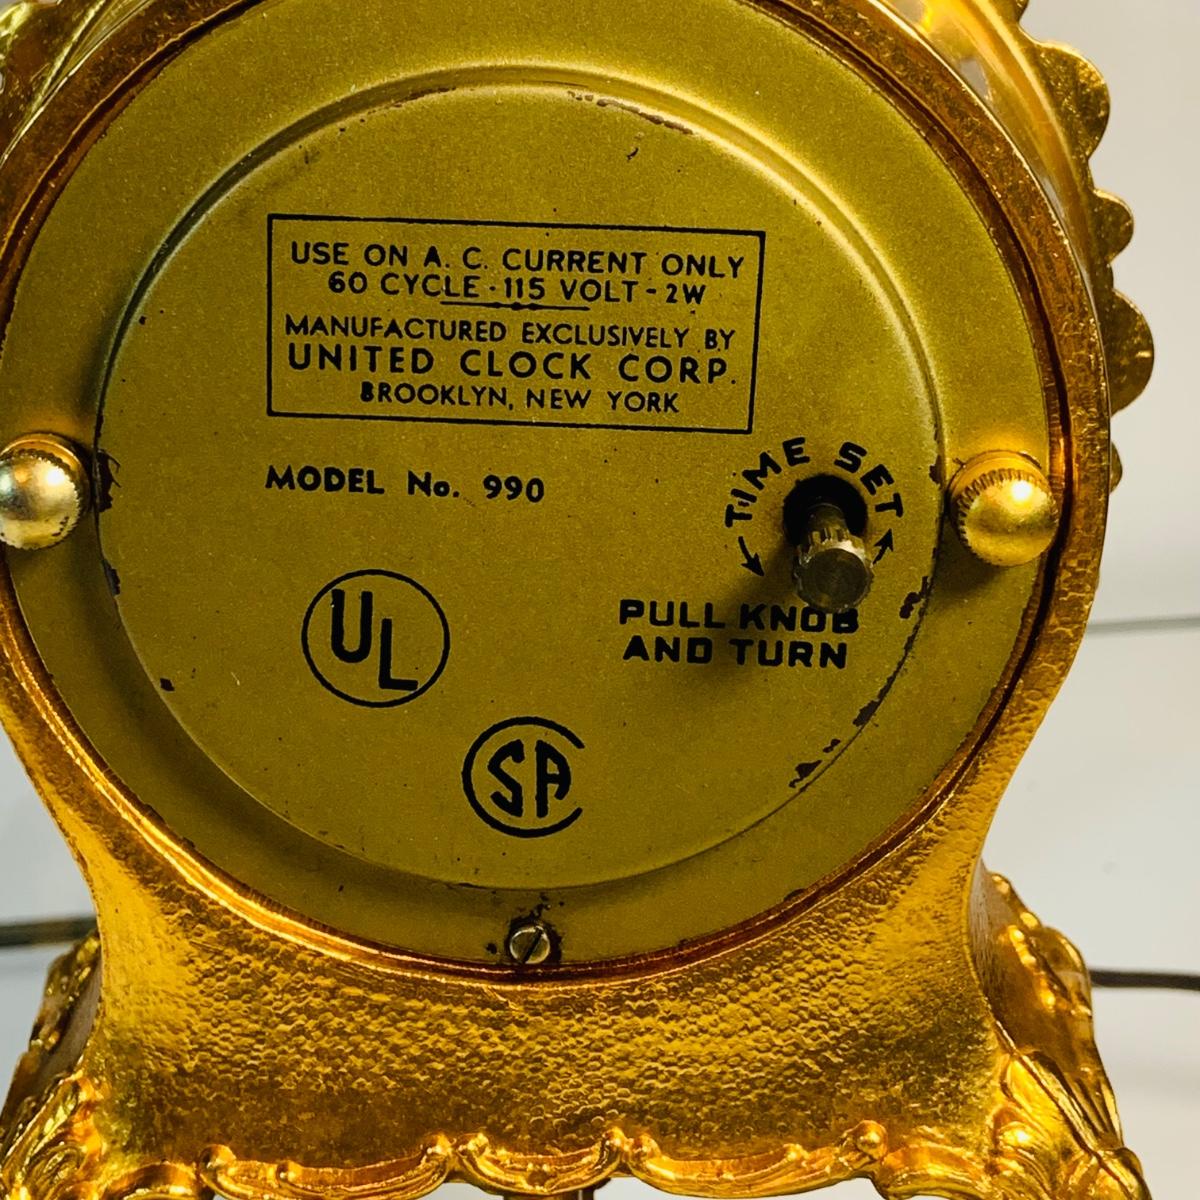 USE ON A. C. CURRENT ONLY
60 CYCLE · 115 VOLT - 2W
MANUFACTURED EXCLUSIVELY BY
UNITED CLOCK CORP.
BROOKLYN, NEW YORK
MODEL No. 990
TIME SET
PULL KNOB
AND TURN
UL
SA